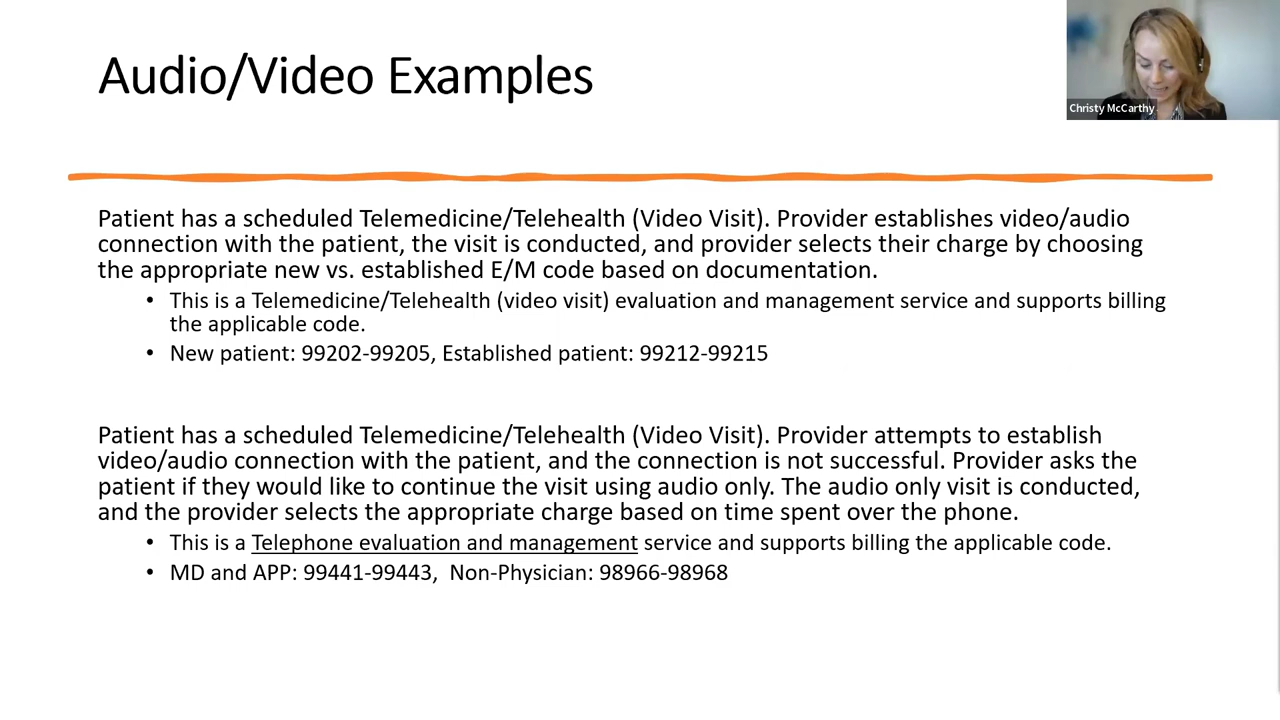 Audio/Video Examples
Christy McCarthy
Patient has a scheduled Telemedicine/Telehealth (Video Visit). Provider establishes video/audio
connection with the patient, the visit is conducted, and provider selects their charge by choosing
the appropriate new vs. established E/M code based on documentation.
• This is a Telemedicine/Telehealth (video visit) evaluation and management service and supports billing
the applicable code.
• New patient: 99202-99205, Established patient: 99212-99215
Patient has a scheduled Telemedicine/Telehealth (Video Visit). Provider attempts to establish
video/audio connection with the patient, and the connection is not successful. Provider asks the
patient if they would like to continue the visit using audio only. The audio only visit is conducted,
and the provider selects the appropriate charge based on time spent over the phone.
• This is a Telephone evaluation and management service and supports billing the applicable code.
• MD and APP: 99441-99443,  Non-Physician: 98966-98968